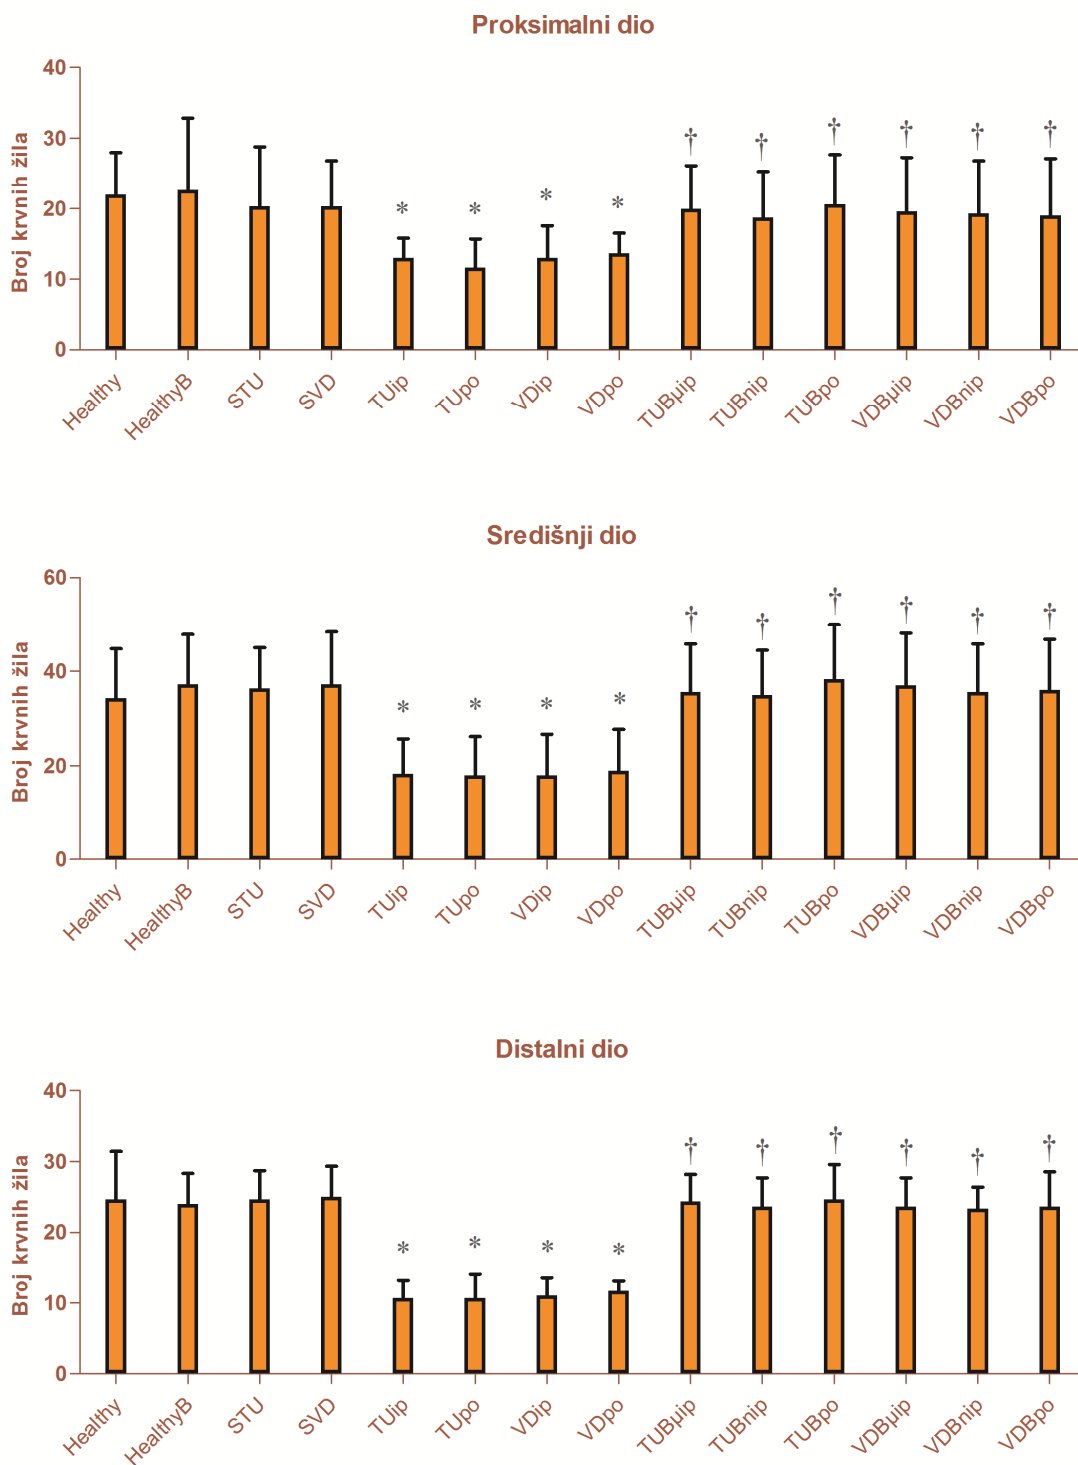 Proksimalni dio
Broj krvnih žila
40
30
20
10
0
* * * * † † † † † †
Healthy HealthyB STU SVD TUip TUpo VDip VDpo TUBµip TUBnip TUBpo VDBµip VDBnip VDBpo
Središnji dio
Broj krvnih žila
60
40
20
0
* * * * † † † † † †
Healthy HealthyB STU SVD TUip TUpo VDip VDpo TUBµip TUBnip TUBpo VDBµip VDBnip VDBpo
Distalni dio
Broj krvnih žila
40
30
20
10
0
* * * * † † † † † †
Healthy HealthyB STU SVD TUip TUpo VDip VDpo TUBµip TUBnip TUBpo VDBµip VDBnip VDBpo